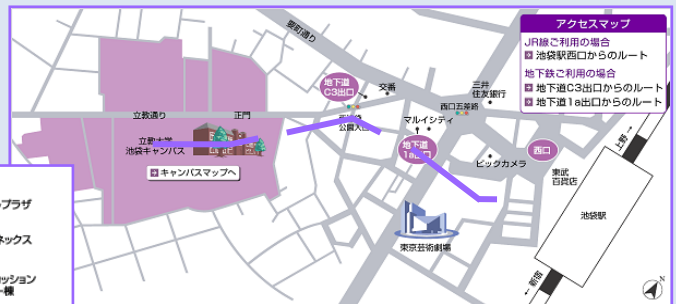 アクセスマップ
JR線ご利用の場合
池袋駅西口からのルート
地下鉄ご利用の場合
地下道C3出口からのルート
地下道1a出口からのルート
要町通り
地下道
C3出口
交番
三井
住友銀行
西口五差路
立教通り
正門
公園入口
マルイシティ
立教大学
池袋キャンパス
地下道
1a出口
西口
ビックカメラ
東武
百貨店
キャンパスマップへ
上野
池袋駅
東京芸術劇場
新宿
N
プラザ
ネックス
ッション
棟